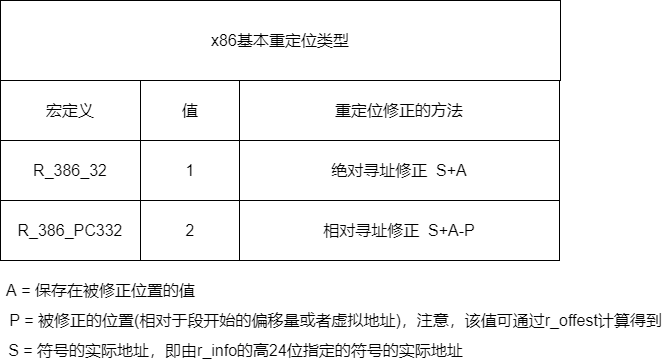 x86基本重定位类型
宏定义 值 重定位修正的方法
R_386_32 1 绝对寻址修正 S+A
R_386_PC332 2 相对寻址修正 S+A-P
A = 保存在被修正位置的值
P = 被修正的位置(相对于段开始的偏移量或者虚拟地址)，注意，该值可通过r_offest计算得到
S = 符号的实际地址，即由r_info的高24位指定的符号的实际地址